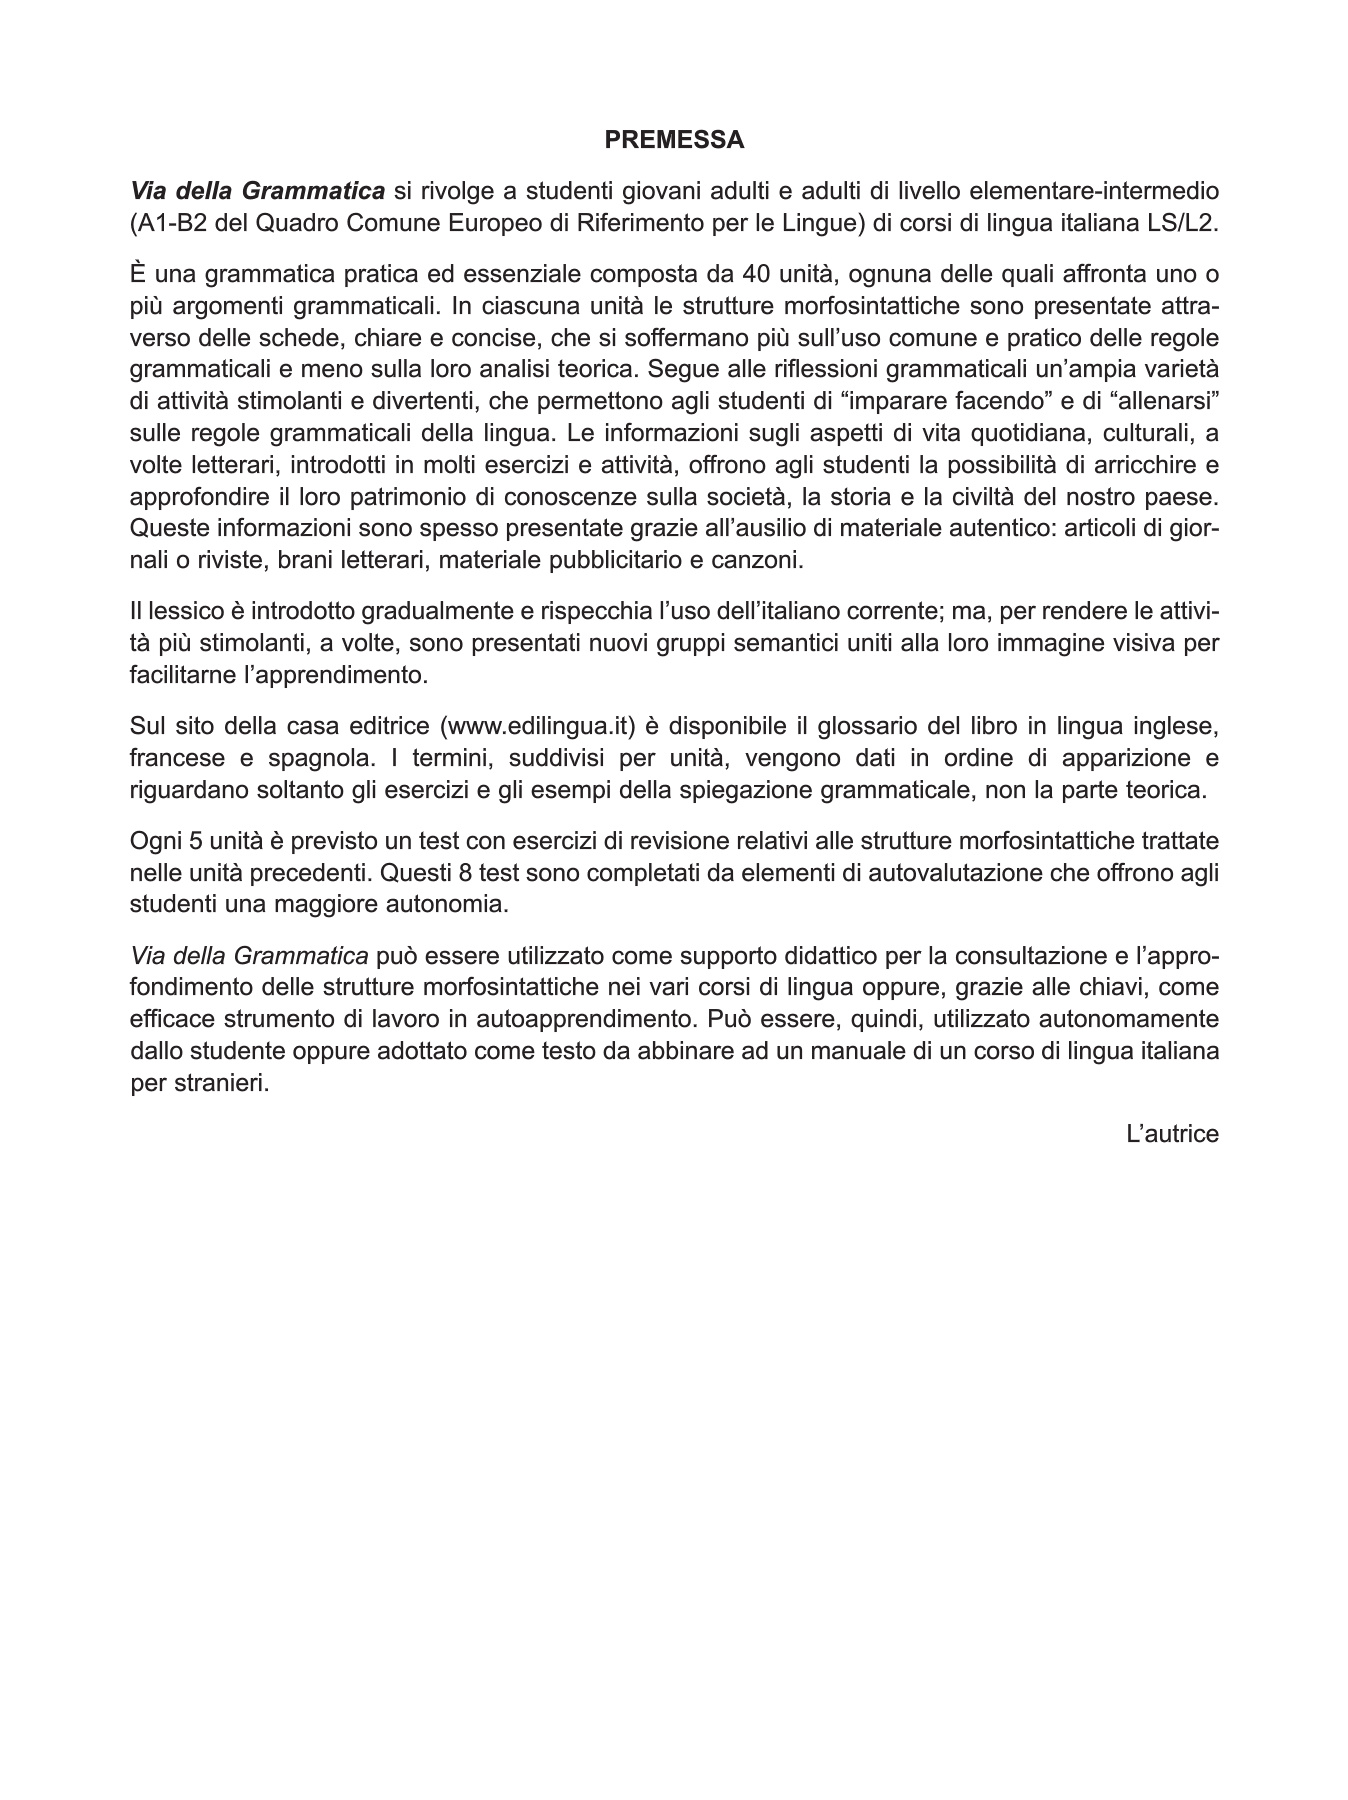 PREMESSA
Via della Grammatica si rivolge a studenti giovani adulti e adulti di livello elementare-intermedio
(A1-B2 del Quadro Comune Europeo di Riferimento per le Lingue) di corsi di lingua italiana LS/L2.
È una grammatica pratica ed essenziale composta da 40 unità, ognuna delle quali affronta uno o
più argomenti grammaticali. In ciascuna unità le strutture morfosintattiche sono presentate attra-
verso delle schede, chiare e concise, che si soffermano più sull’uso comune e pratico delle regole
grammaticali e meno sulla loro analisi teorica. Segue alle riflessioni grammaticali un’ampia varietà
di attività stimolanti e divertenti, che permettono agli studenti di “imparare facendo” e di “allenarsi”
sulle regole grammaticali della lingua. Le informazioni sugli aspetti di vita quotidiana, culturali, a
volte letterari, introdotti in molti esercizi e attività, offrono agli studenti la possibilità di arricchire e
approfondire il loro patrimonio di conoscenze sulla società, la storia e la civiltà del nostro paese.
Queste informazioni sono spesso presentate grazie all’ausilio di materiale autentico: articoli di gior-
nali o riviste, brani letterari, materiale pubblicitario e canzoni.
Il lessico è introdotto gradualmente e rispecchia l’uso dell’italiano corrente; ma, per rendere le attivi-
tà più stimolanti, a volte, sono presentati nuovi gruppi semantici uniti alla loro immagine visiva per
facilitarne l’apprendimento.
Sul sito della casa editrice (www.edilingua.it) è disponibile il glossario del libro in lingua inglese,
francese e spagnola. I termini, suddivisi per unità, vengono dati in ordine di apparizione e
riguardano soltanto gli esercizi e gli esempi della spiegazione grammaticale, non la parte teorica.
Ogni 5 unità è previsto un test con esercizi di revisione relativi alle strutture morfosintattiche trattate
nelle unità precedenti. Questi 8 test sono completati da elementi di autovalutazione che offrono agli
studenti una maggiore autonomia.
Via della Grammatica può essere utilizzato come supporto didattico per la consultazione e l’appro-
fondimento delle strutture morfosintattiche nei vari corsi di lingua oppure, grazie alle chiavi, come
efficace strumento di lavoro in autoapprendimento. Può essere, quindi, utilizzato autonomamente
dallo studente oppure adottato come testo da abbinare ad un manuale di un corso di lingua italiana
per stranieri.
L’autrice